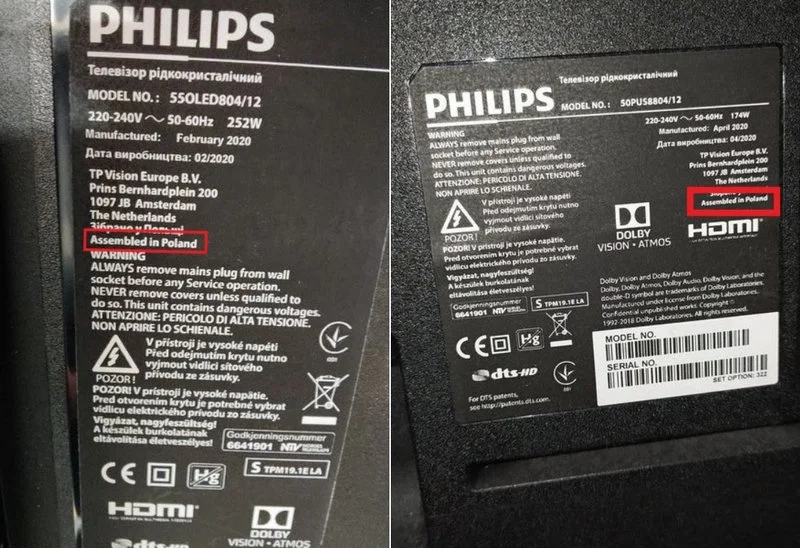 PHILIPS
Телевізор рідкокристалічний
MODEL NO. : 55OLED804/12
220-240V ~ 50-60Hz 252W
Manufactured: February 2020
Дата виробництва: 02/2020
TP Vision Europe B.V.
Prins Bernhardplein 200
1097 JB Amsterdam
The Netherlands
Зібрано у Польщі
Assembled in Poland
WARNING
ALWAYS remove mains plug from wall
socket before any Service operation.
NEVER remove covers unless qualified to
do so. This unit contains dangerous voltages.
ATTENZIONE: PERICOLO DI ALTA TENSIONE.
NON APRIRE LO SCHIENALE.
V přístroji je vysoké napětí
Před odejmutím krytu nutno
vyjmout vidlici síťového
přívodu ze zásuvky.
POZOR !
POZOR! V prístroji je vysoké napätie.
Pred otvorením krytu je potrebné vybrat
vidlicu elektrického prívodu zo zásuvky.
Vigyázat, nagyfeszültség!
A készülék burkolatának
eltávolítása életveszélyes!
Godkjenningsnummer
6641901 NTV
CE Hg S TPM19.1E LA
HDMI
DOLBY
VISION · ATMOS
dts-HD
Телевізор рідкокристалічний
PHILIPS MODEL NO. : 50PUS8804/12
220-240V ~ 50-60Hz 174W
Manufactured: April 2020
Дата виробництва: 04/2020
TP Vision Europe B.V.
Prins Bernhardplein 200
1097 JB Amsterdam
The Netherlands
Assembled in Poland
WARNING
ALWAYS remove mains plug from wall
socket before any Service operation.
NEVER remove covers unless qualified to
do so. This unit contains dangerous voltages.
ATTENZIONE: PERICOLO DI ALTA TENSIONE
NON APRIRE LO SCHIENALE.
V přístroji je vysoké napětí
Před odejmutím krytu nutno
vyjmout vidlici síťového
přívodu ze zásuvky.
POZOR !
POZOR! V prístroji je vysoké napätie.
Pred otvorením krytu je potrebné vybrat
vidlicu elektrického prívodu zo zásuvky.
Vigyázat, nagyfeszültség!
A készülék burkolatának
eltávolítása életveszélyes!
DOLBY
VISION · ATMOS
HDMI
Godkjenningsnummer
6641901 NTV
S TPM19.1E LA
CE Hg
dts-HD
For DTS patents,
see http://patents.dts.com.
Dolby Vision and Dolby Atmos
Dolby, Dolby Atmos, Dolby Audio, Dolby Vision, and the
double-D symbol are trademarks of Dolby Laboratories.
Manufactured under license from Dolby Laboratories.
Confidential unpublished works. Copyright ©
1992-2018 Dolby Laboratories. All rights reserved.
MODEL NO.
SERIAL NO.
SET OPTION: 322